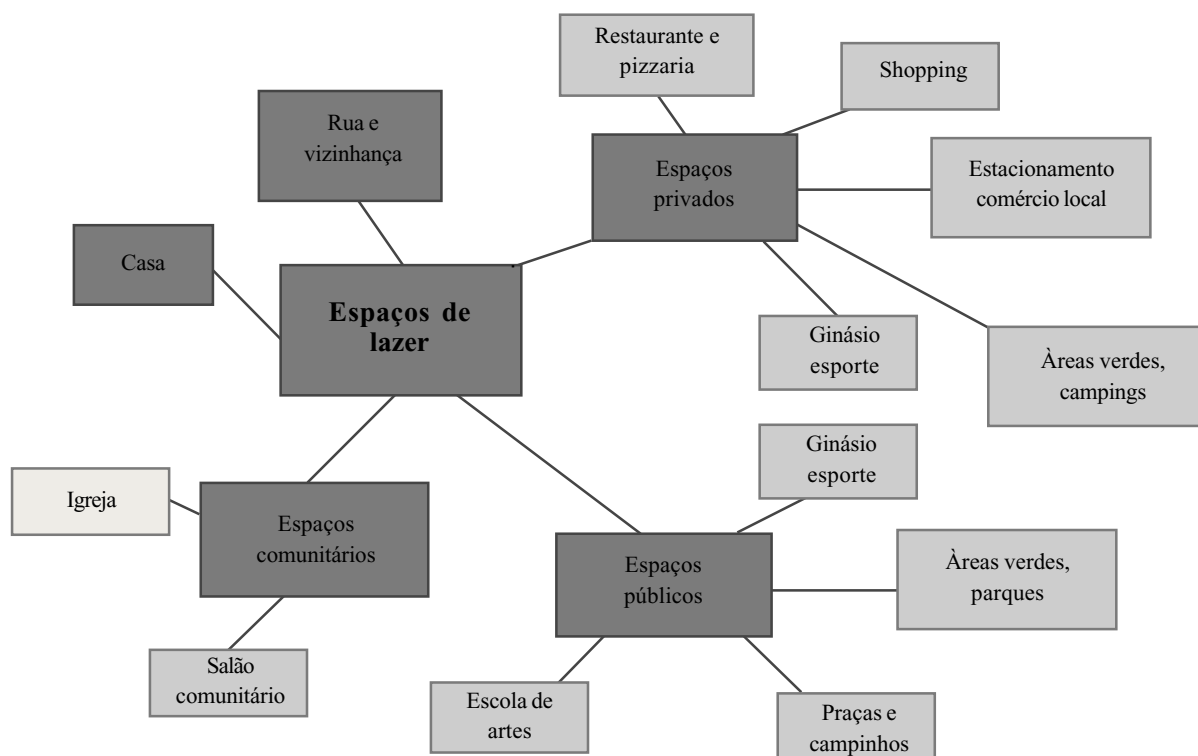 Restaurante e
pizzaria
Shopping
Rua e
vizinhança
Espaços
privados
Estacionamento
comércio local
Casa
Espaços de
lazer
Ginásio
esporte
Àreas verdes,
campings
Ginásio
esporte
Igreja
Espaços
comunitários
Espaços
públicos
Àreas verdes,
parques
Salão
comunitário
Escola de
artes
Praças e
campinhos